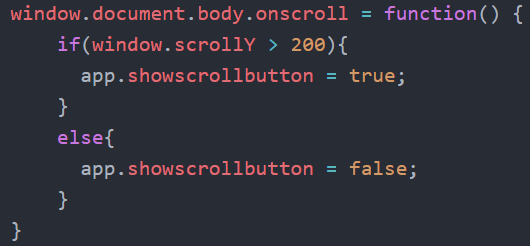 window.document.body.onscroll = function() {
    if(window.scrollY > 200){
      app.showscrollbutton = true;
    }
    else{
      app.showscrollbutton = false;
    }
}